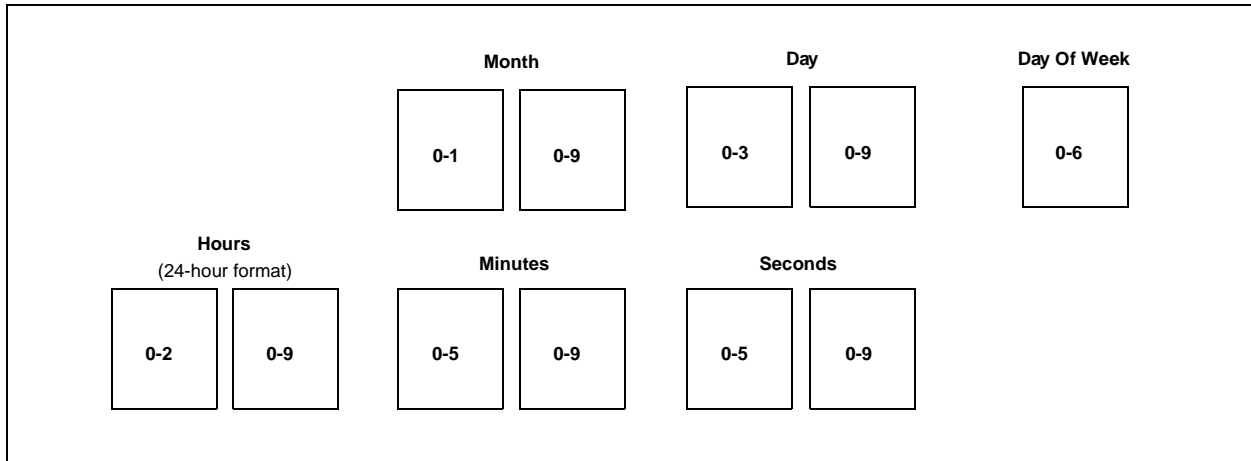 Month Day Day Of Week
0-1 0-9 0-3 0-9 0-6
Hours
(24-hour format)
Minutes Seconds
0-2 0-9 0-5 0-9 0-5 0-9